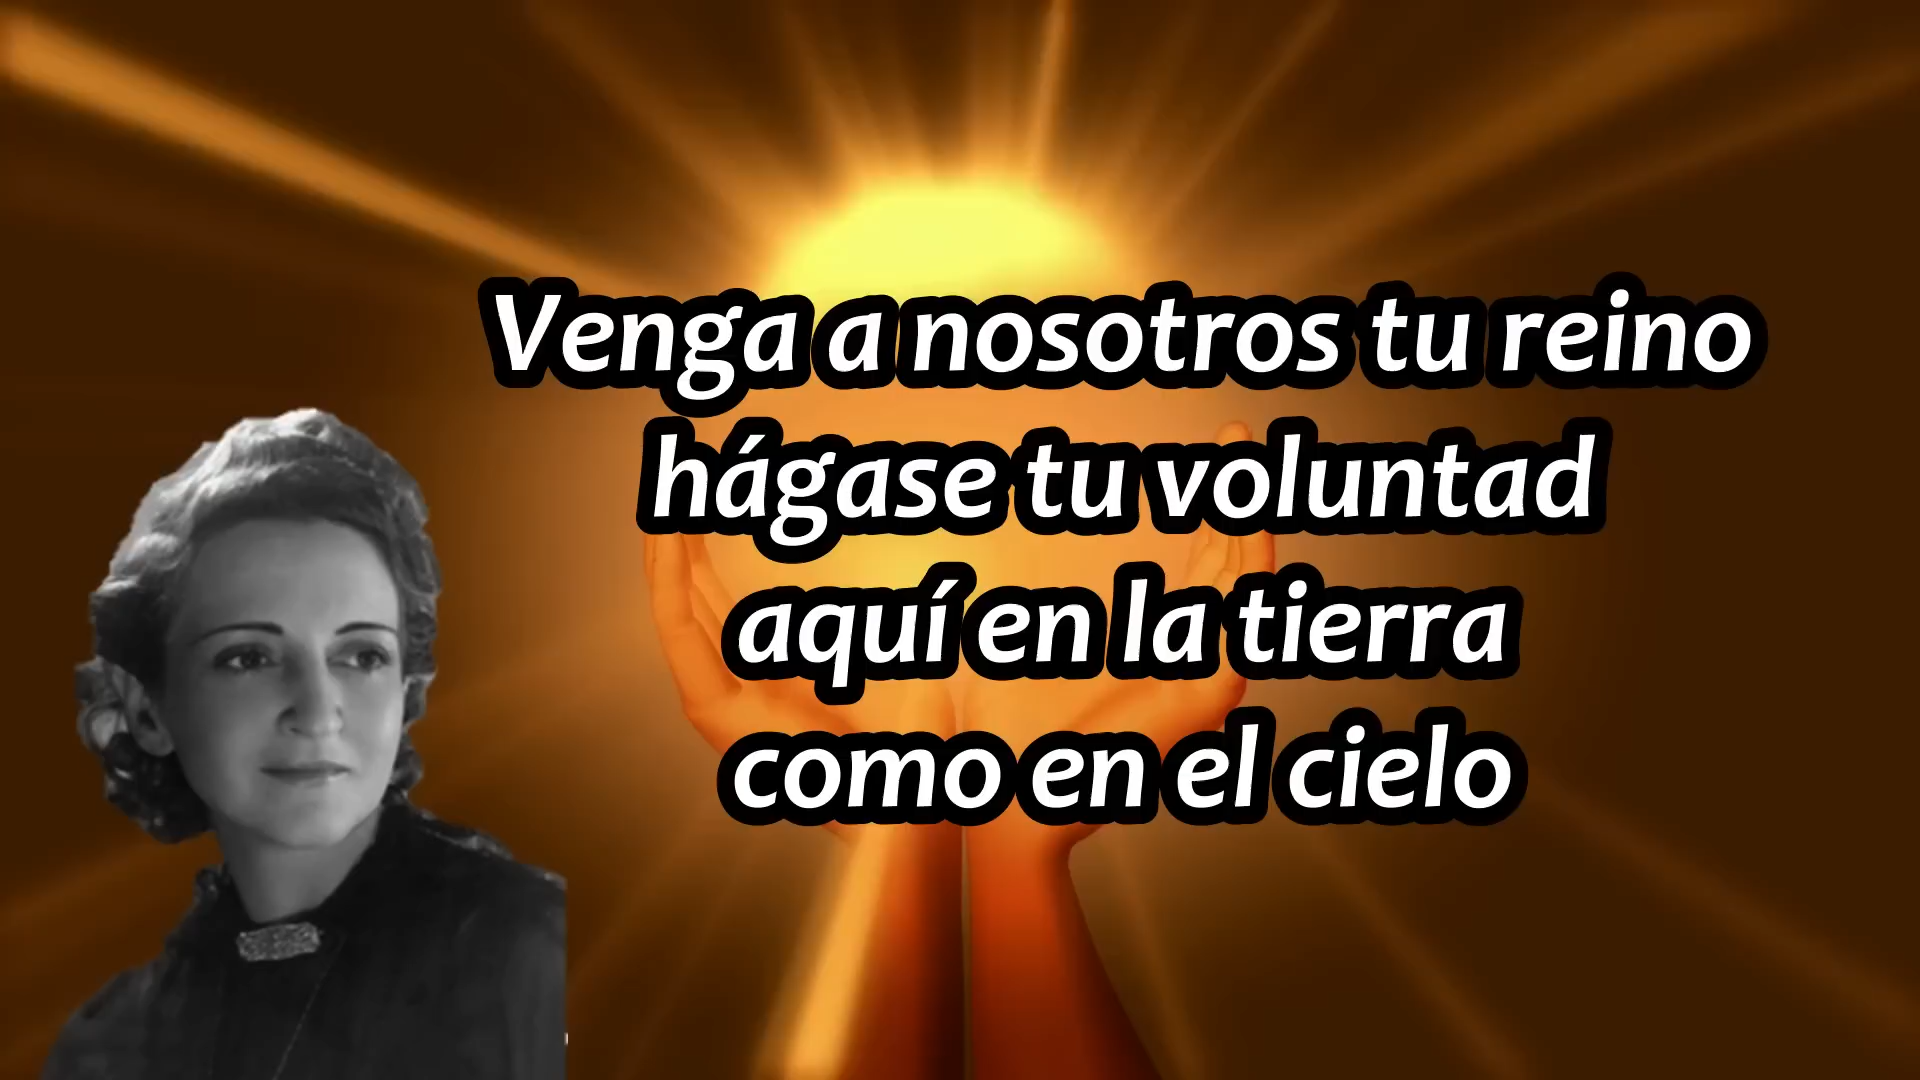 Venga a nosotros tu reino
hágase tu voluntad
aquí en la tierra
como en el cielo